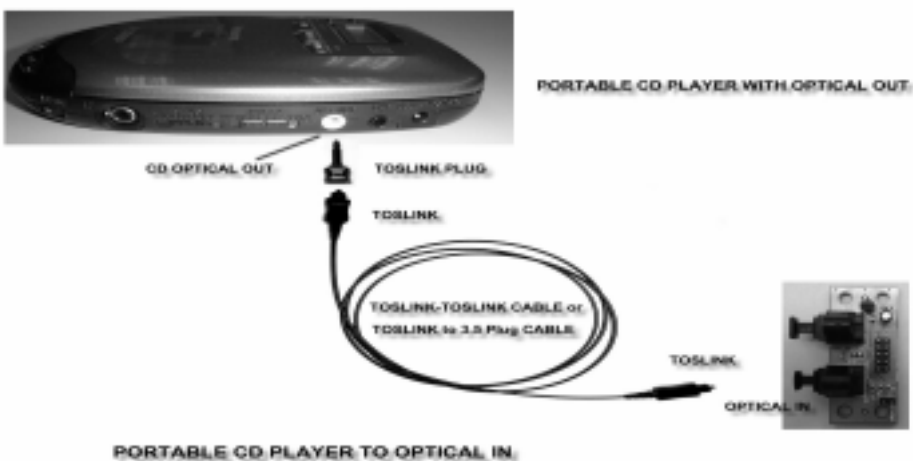 PORTABLE CD PLAYER WITH OPTICAL OUT
CD OPTICAL OUT
TOSLINK PLUG
TOSLINK
TOSLINK-TOSLINK CABLE or
TOSLINK to 3.5 Plug CABLE
TOSLINK
OPTICAL IN
PORTABLE CD PLAYER TO OPTICAL IN